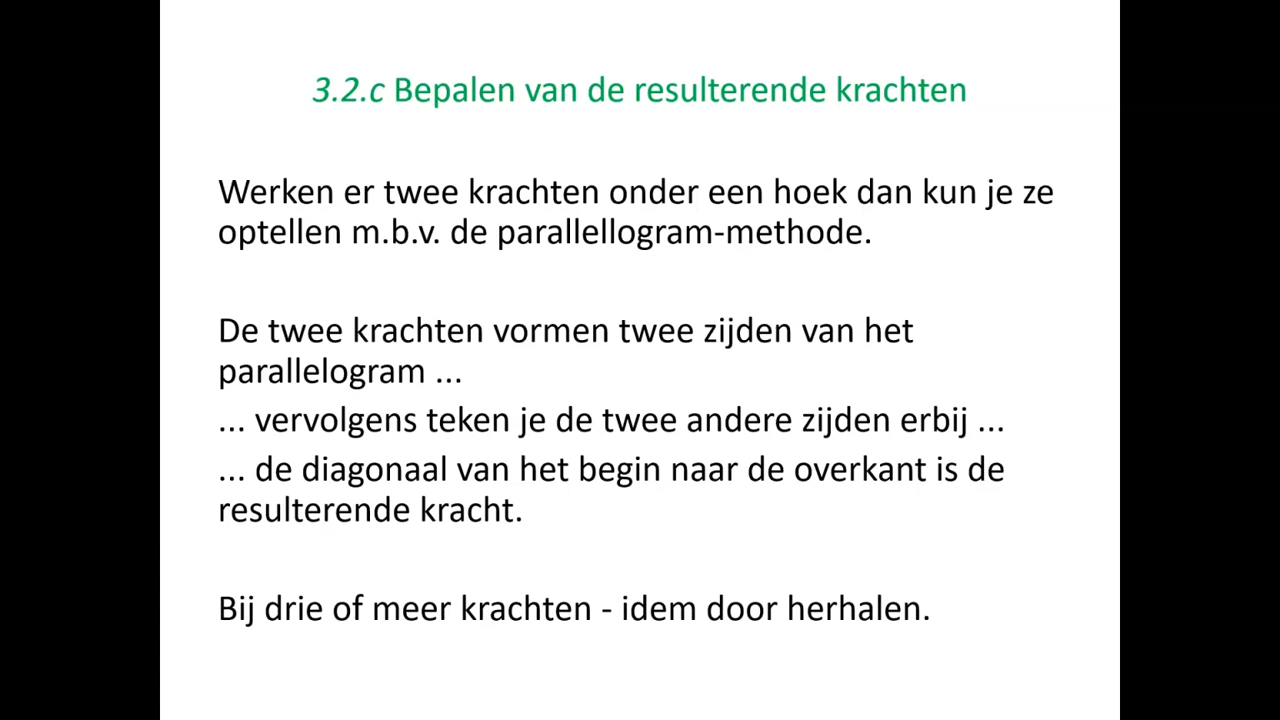 3.2.c Bepalen van de resulterende krachten
Werken er twee krachten onder een hoek dan kun je ze
optellen m.b.v. de parallellogram-methode.
De twee krachten vormen twee zijden van het
parallelogram ...
... vervolgens teken je de twee andere zijden erbij ...
... de diagonaal van het begin naar de overkant is de
resulterende kracht.
Bij drie of meer krachten - idem door herhalen.